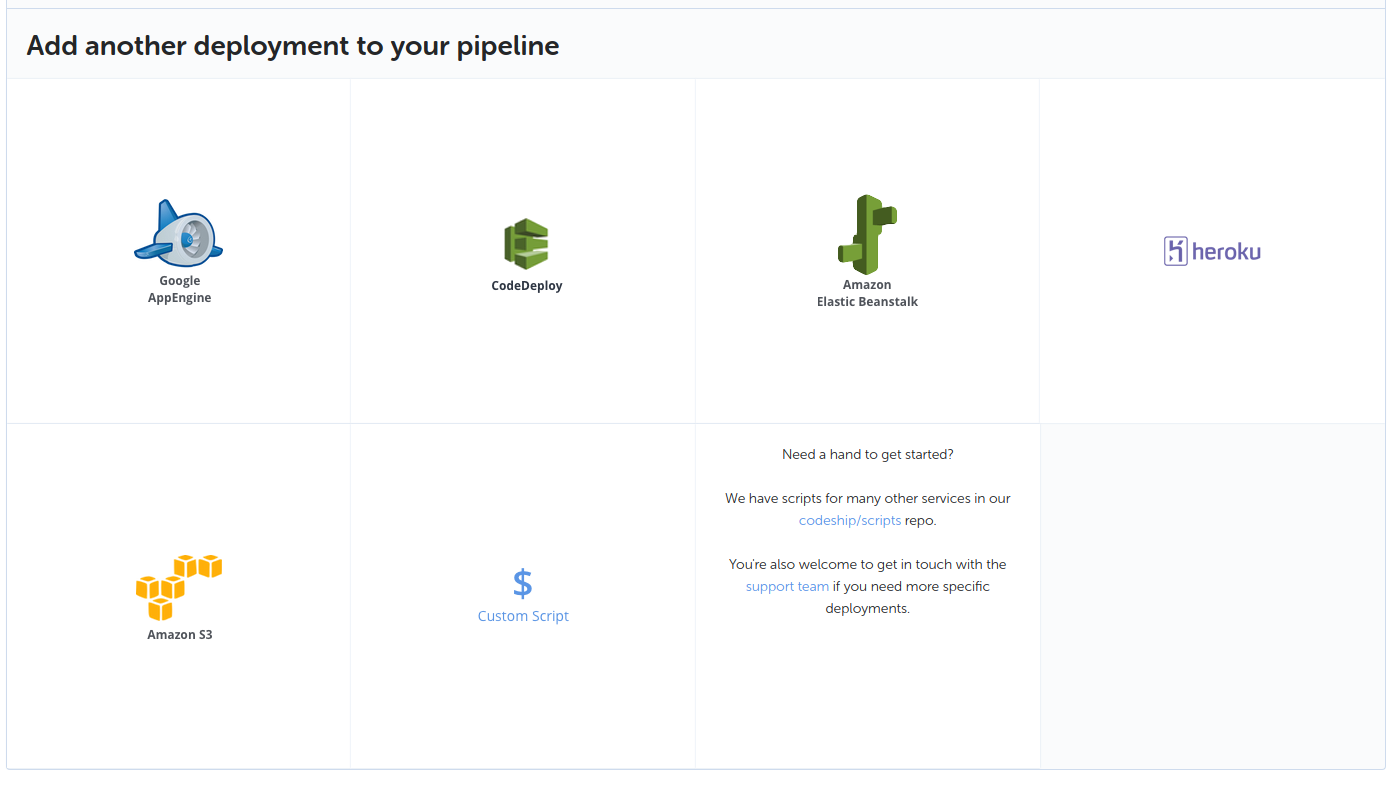 Add another deployment to your pipeline
Google
AppEngine
CodeDeploy
Amazon
Elastic Beanstalk
heroku
Amazon S3
$
Custom Script
Need a hand to get started?
We have scripts for many other services in our
codeship/scripts repo.
You're also welcome to get in touch with the
support team if you need more specific
deployments.